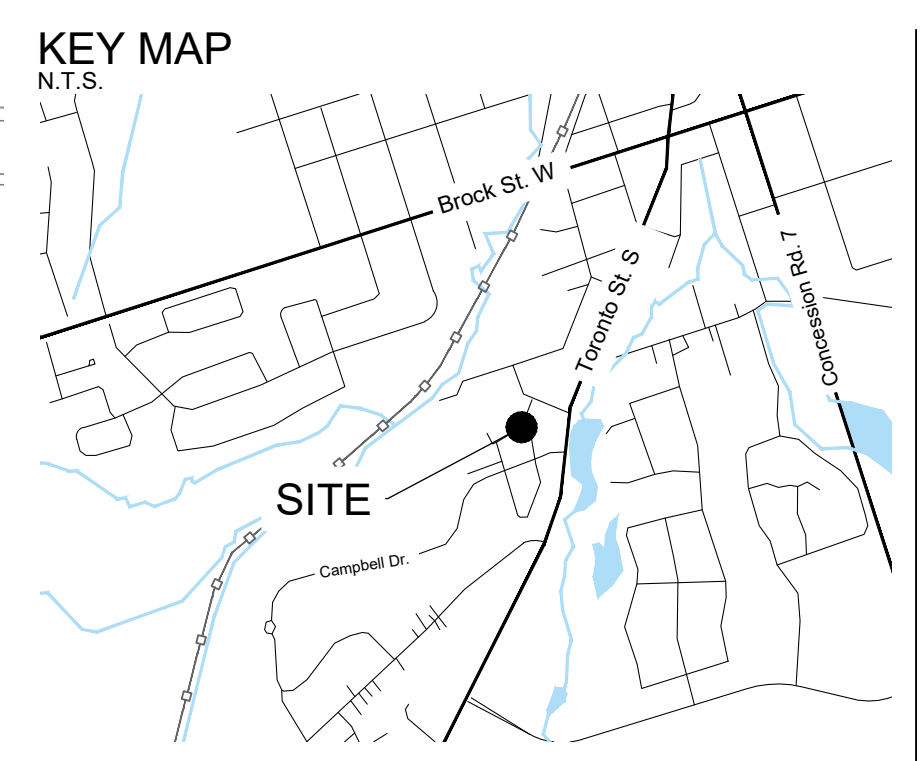 KEY MAP
N.T.S.
Brock St. W
Toronto St. S
Concession Rd. 7
SITE
Campbell Dr.